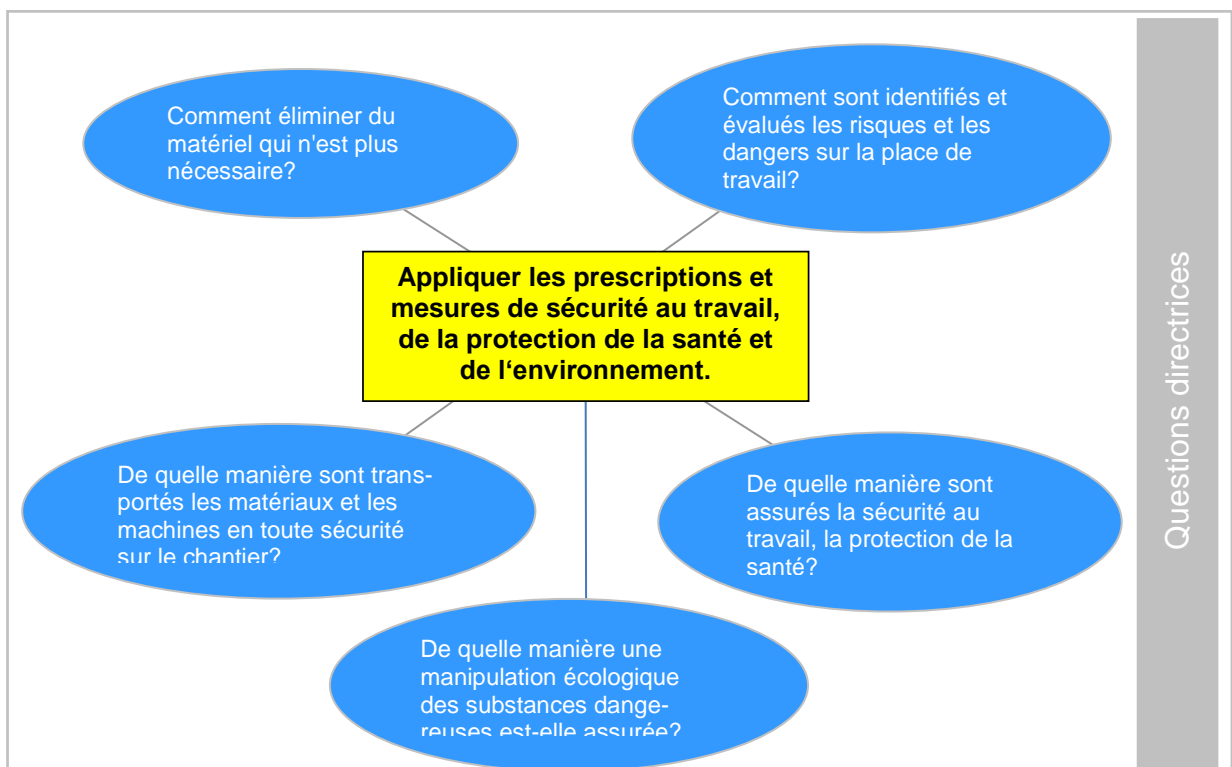 Comment éliminer du
matériel qui n'est plus
nécessaire?
Comment sont identifiés et
évalués les risques et les
dangers sur la place de
travail?
Appliquer les prescriptions et
mesures de sécurité au travail,
de la protection de la santé et
de l‘environnement.
De quelle manière sont trans-
portés les matériaux et les
machines en toute sécurité
sur le chantier?
De quelle manière sont
assurés la sécurité au
travail, la protection de la
santé?
De quelle manière une
manipulation écologique
des substances dange-
reuses est-elle assurée?
Questions directrices